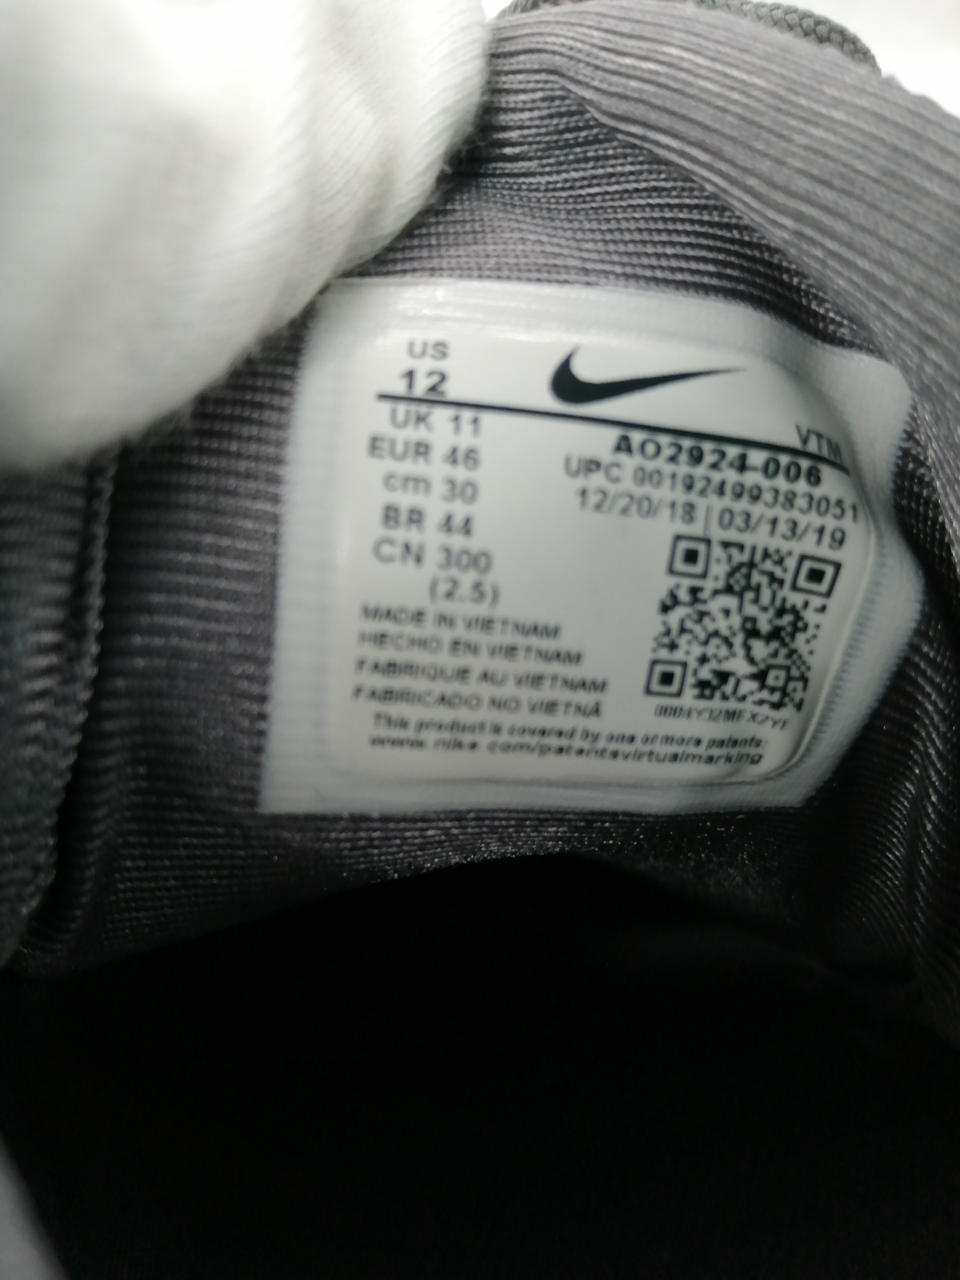 US
12
UK 11
EUR 46
cm 30
BR 44
CN 300
(2.5)
VTM
AO2924-006
UPC 00192499383051
12/20/18 | 03/13/19
MADE IN VIETNAM
HECHO EN VIETNAM
FABRIQUE AU VIETNAM
FABRICADO NO VIETNÃ
This product is covered by one or more patents:
www.nike.com/patentsvirtualmarking